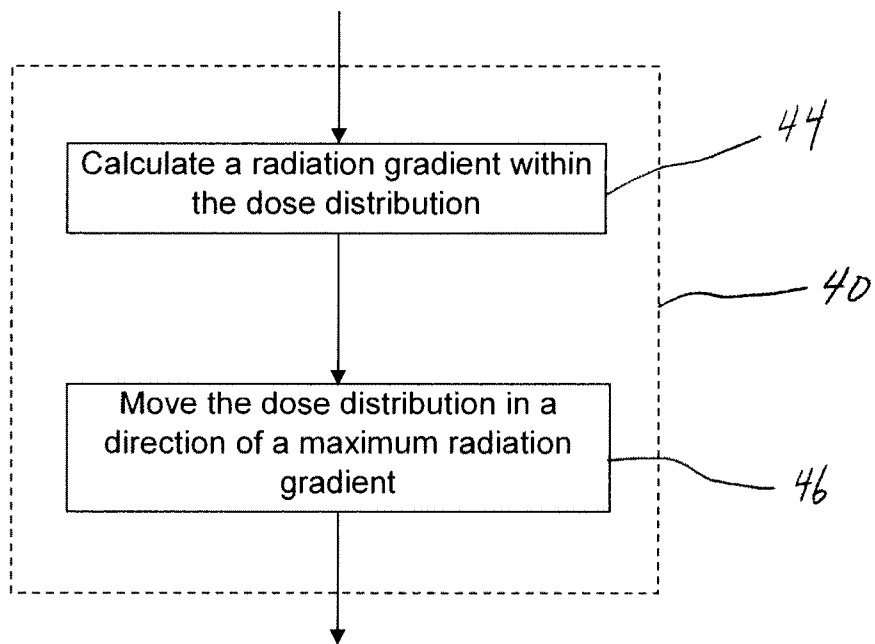 Calculate a radiation gradient within
the dose distribution
44
40
Move the dose distribution in a
direction of a maximum radiation
gradient
46